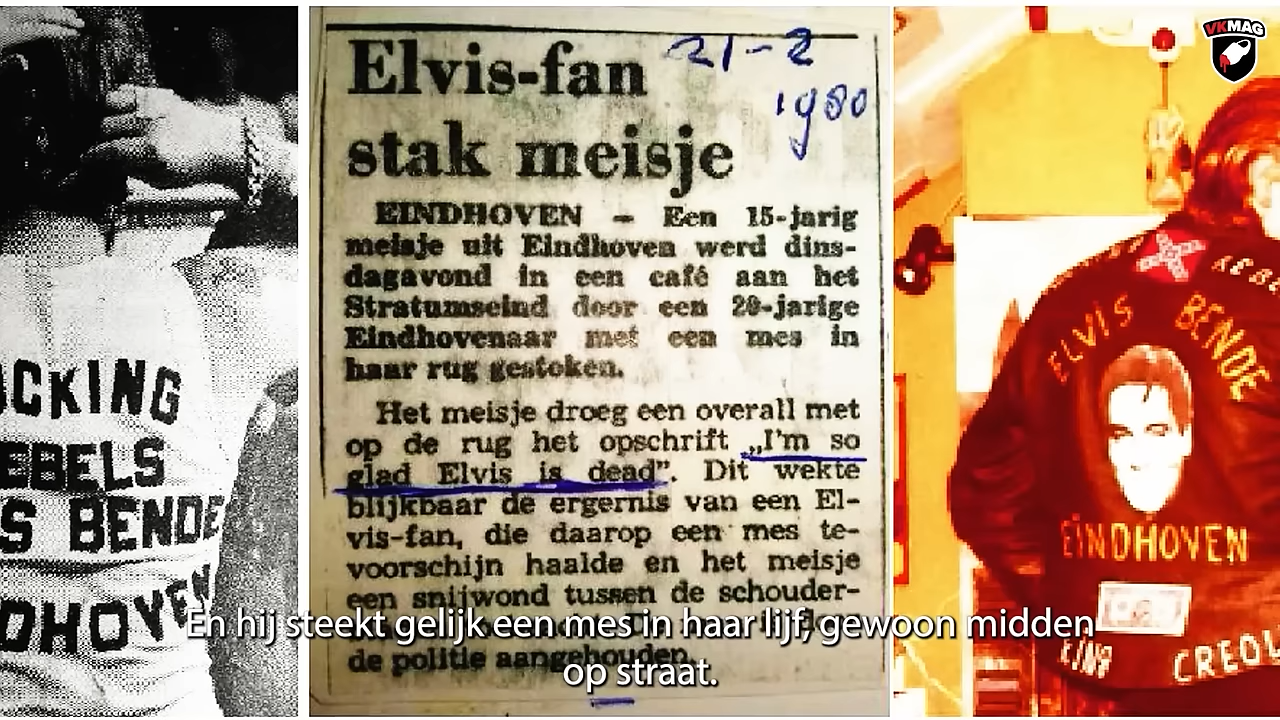 VKMAG
OCKING
EBELS
S BENDE
DHOVEN
Elvis-fan
stak meisje
21-2
1980
EINDHOVEN — Een 15-jarig
meisje uit Eindhoven werd dins-
dagavond in een café aan het
Stratumseind door een 20-jarige
Eindhovenaar met een mes in
haar rug gestoken.
Het meisje droeg een overall met
op de rug het opschrift „I'm so
glad Elvis is dead”. Dit wekte
blijkbaar de ergernis van een El-
vis-fan, die daarop een mes te-
voorschijn haalde en het meisje
een snijwond tussen de schouder-
de politie aangehouden.
REBE
ELVIS BENDE
EINDHOVEN
KING CREOL
En hij steekt gelijk een mes in haar lijf, gewoon midden
op straat.